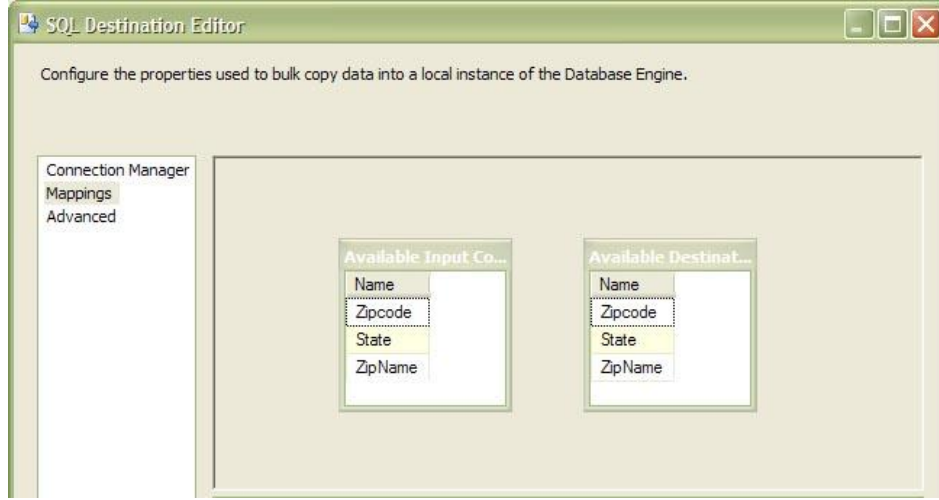 SQL Destination Editor
Configure the properties used to bulk copy data into a local instance of the Database Engine.
Connection Manager
Mappings
Advanced
Available Input Co...
Name
Zipcode
State
ZipName
Available Destinat...
Name
Zipcode
State
ZipName